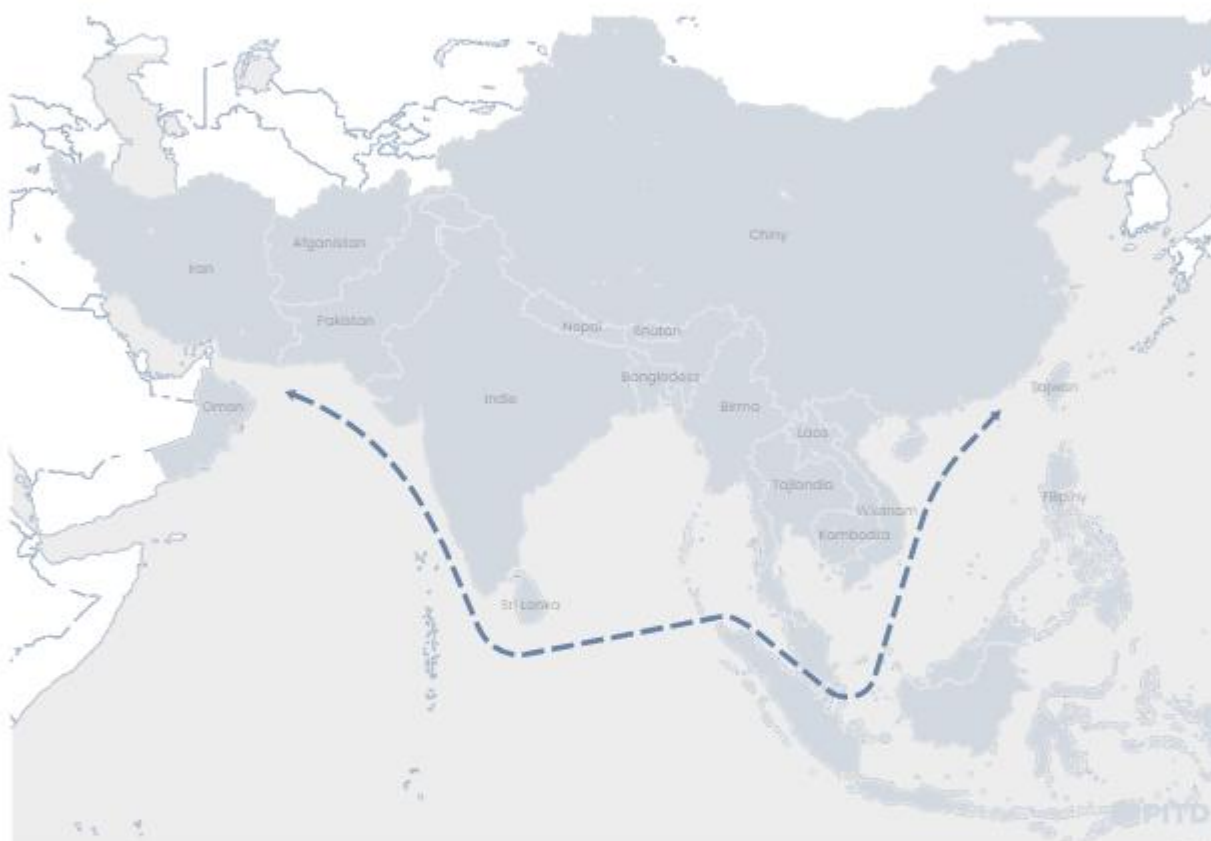 Chiny
Afganistan
Iran
Pakistan
Nepal
Bhutan
Bangladesz
Indie
Birma
Tajwan
Oman
Laos
Tajlandia
Wietnam
Kambodża
Filipiny
Sri Lanka
PITD